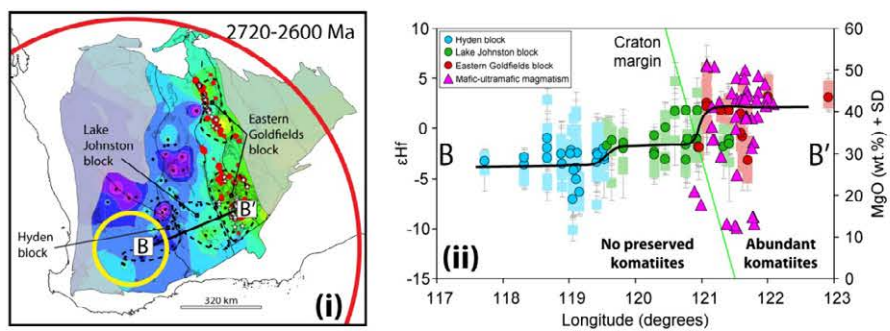 2720-2600 Ma
Lake
Johnston
block
Eastern
Goldfields
block
B'
B
Hyden
block
320 km
(i)
Hyden block
Lake Johnston block
Eastern Goldfields block
Mafic-ultramafic magmatism
Craton
margin
10
5
0
-5
-10
-15
εHf
60
50
40
30
20
10
0
MgO (wt.%) + SD
B
B'
(ii)
No preserved
komatiites
Abundant
komatiites
117
118
119
120
121
122
123
Longitude (degrees)